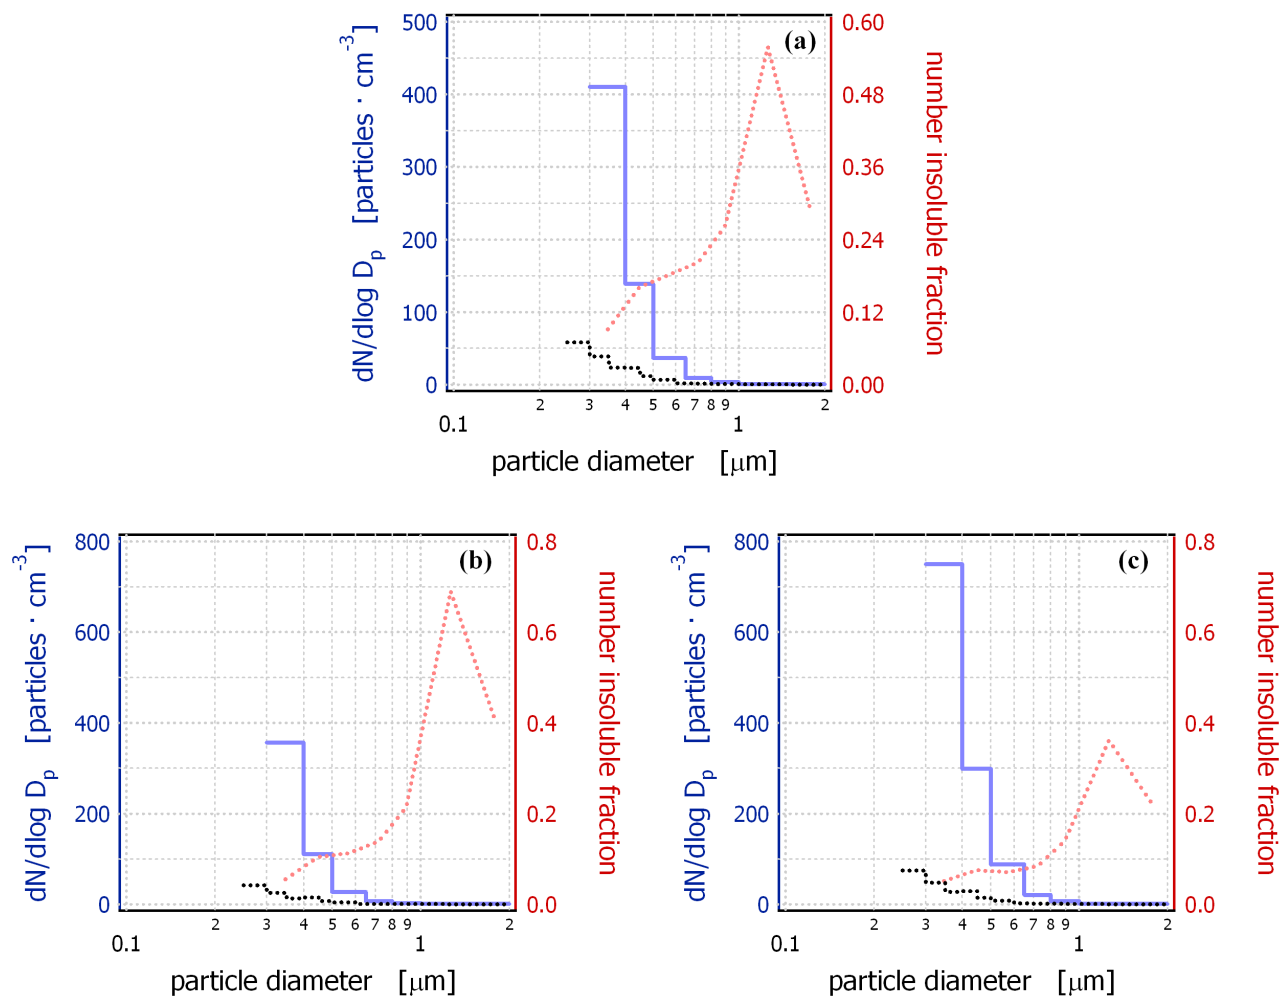 (a)
dN/dlog Dp [particles · cm-3]
500
400
300
200
100
0
0.60
0.48
0.36
0.24
0.12
0.00
number insoluble fraction
2 3 4 5 6 7 8 9 2
0.1 1
particle diameter [μm]
(b)
dN/dlog Dp [particles · cm-3]
800
600
400
200
0
0.8
0.6
0.4
0.2
0.0
number insoluble fraction
2 3 4 5 6 7 8 9 2
0.1 1
particle diameter [μm]
(c)
dN/dlog Dp [particles · cm-3]
800
600
400
200
0
0.8
0.6
0.4
0.2
0.0
number insoluble fraction
2 3 4 5 6 7 8 9 2
0.1 1
particle diameter [μm]